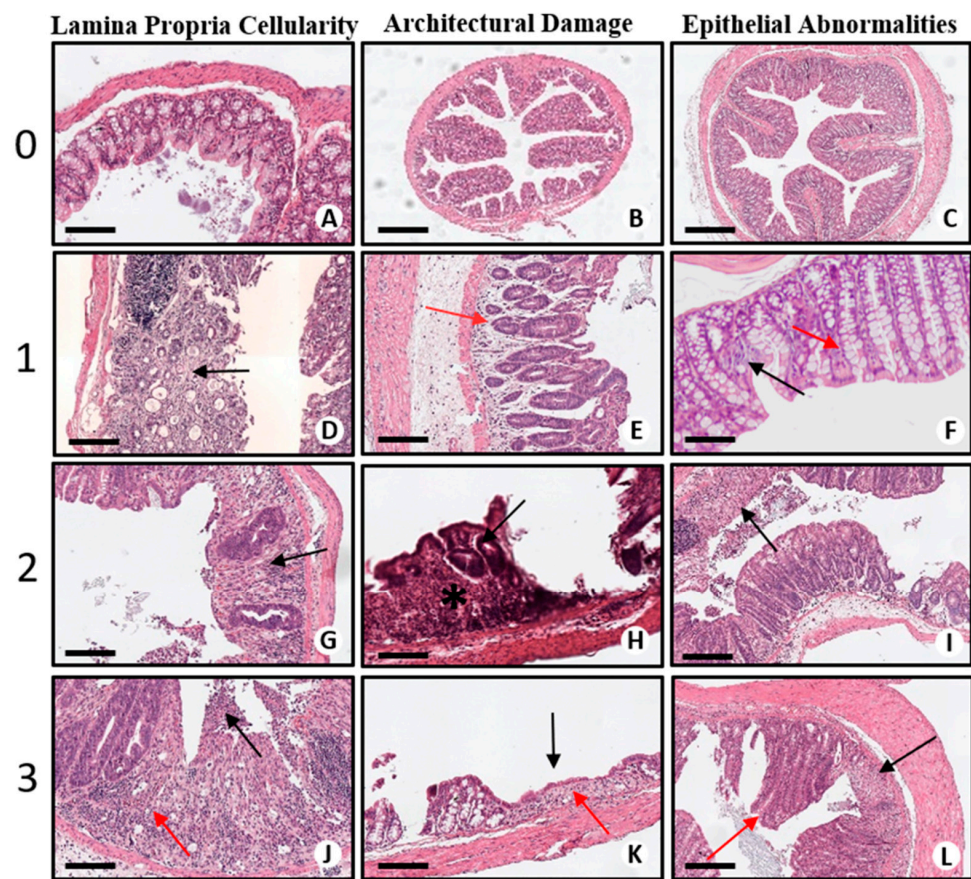 Lamina Propria Cellularity Architectural Damage Epithelial Abnormalities
0 A B C
1 D E F
2 G * H I
3 J K L